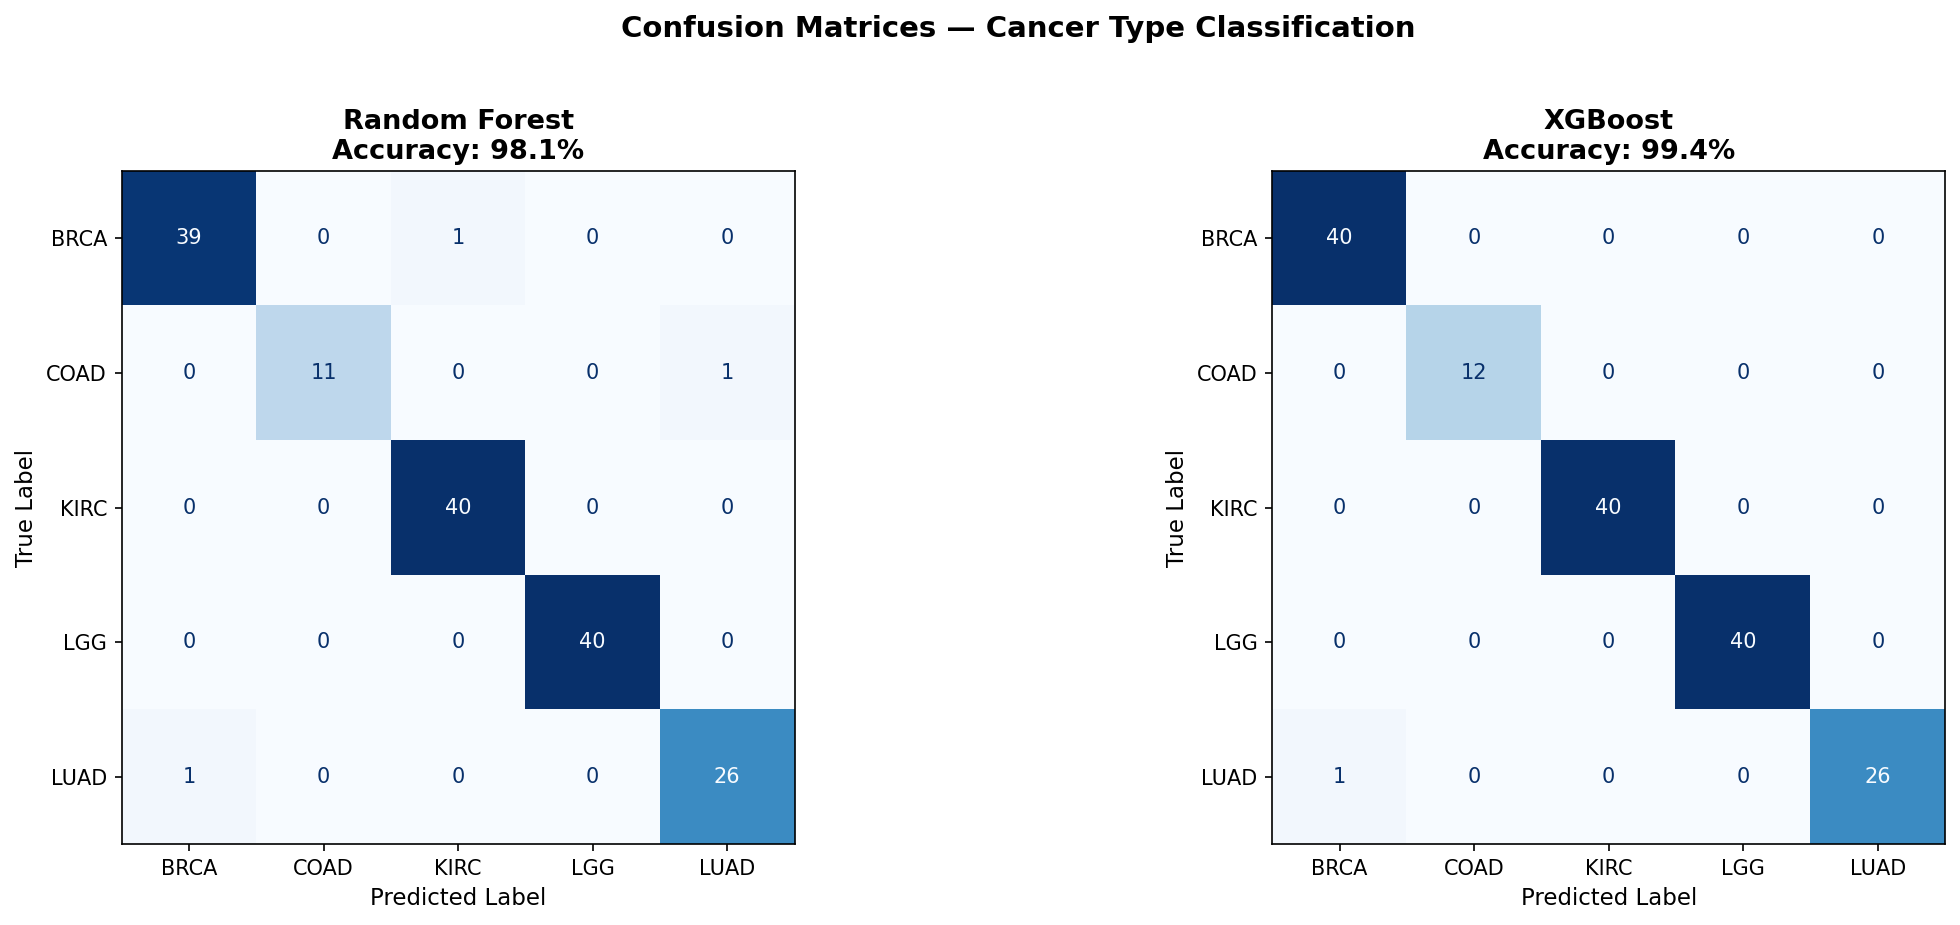 Confusion Matrices — Cancer Type Classification
Random Forest
Accuracy: 98.1%
True Label
BRCA 39 0 1 0 0
COAD 0 11 0 0 1
KIRC 0 0 40 0 0
LGG 0 0 0 40 0
LUAD 1 0 0 0 26
BRCA COAD KIRC LGG LUAD
Predicted Label
XGBoost
Accuracy: 99.4%
True Label
BRCA 40 0 0 0 0
COAD 0 12 0 0 0
KIRC 0 0 40 0 0
LGG 0 0 0 40 0
LUAD 1 0 0 0 26
BRCA COAD KIRC LGG LUAD
Predicted Label